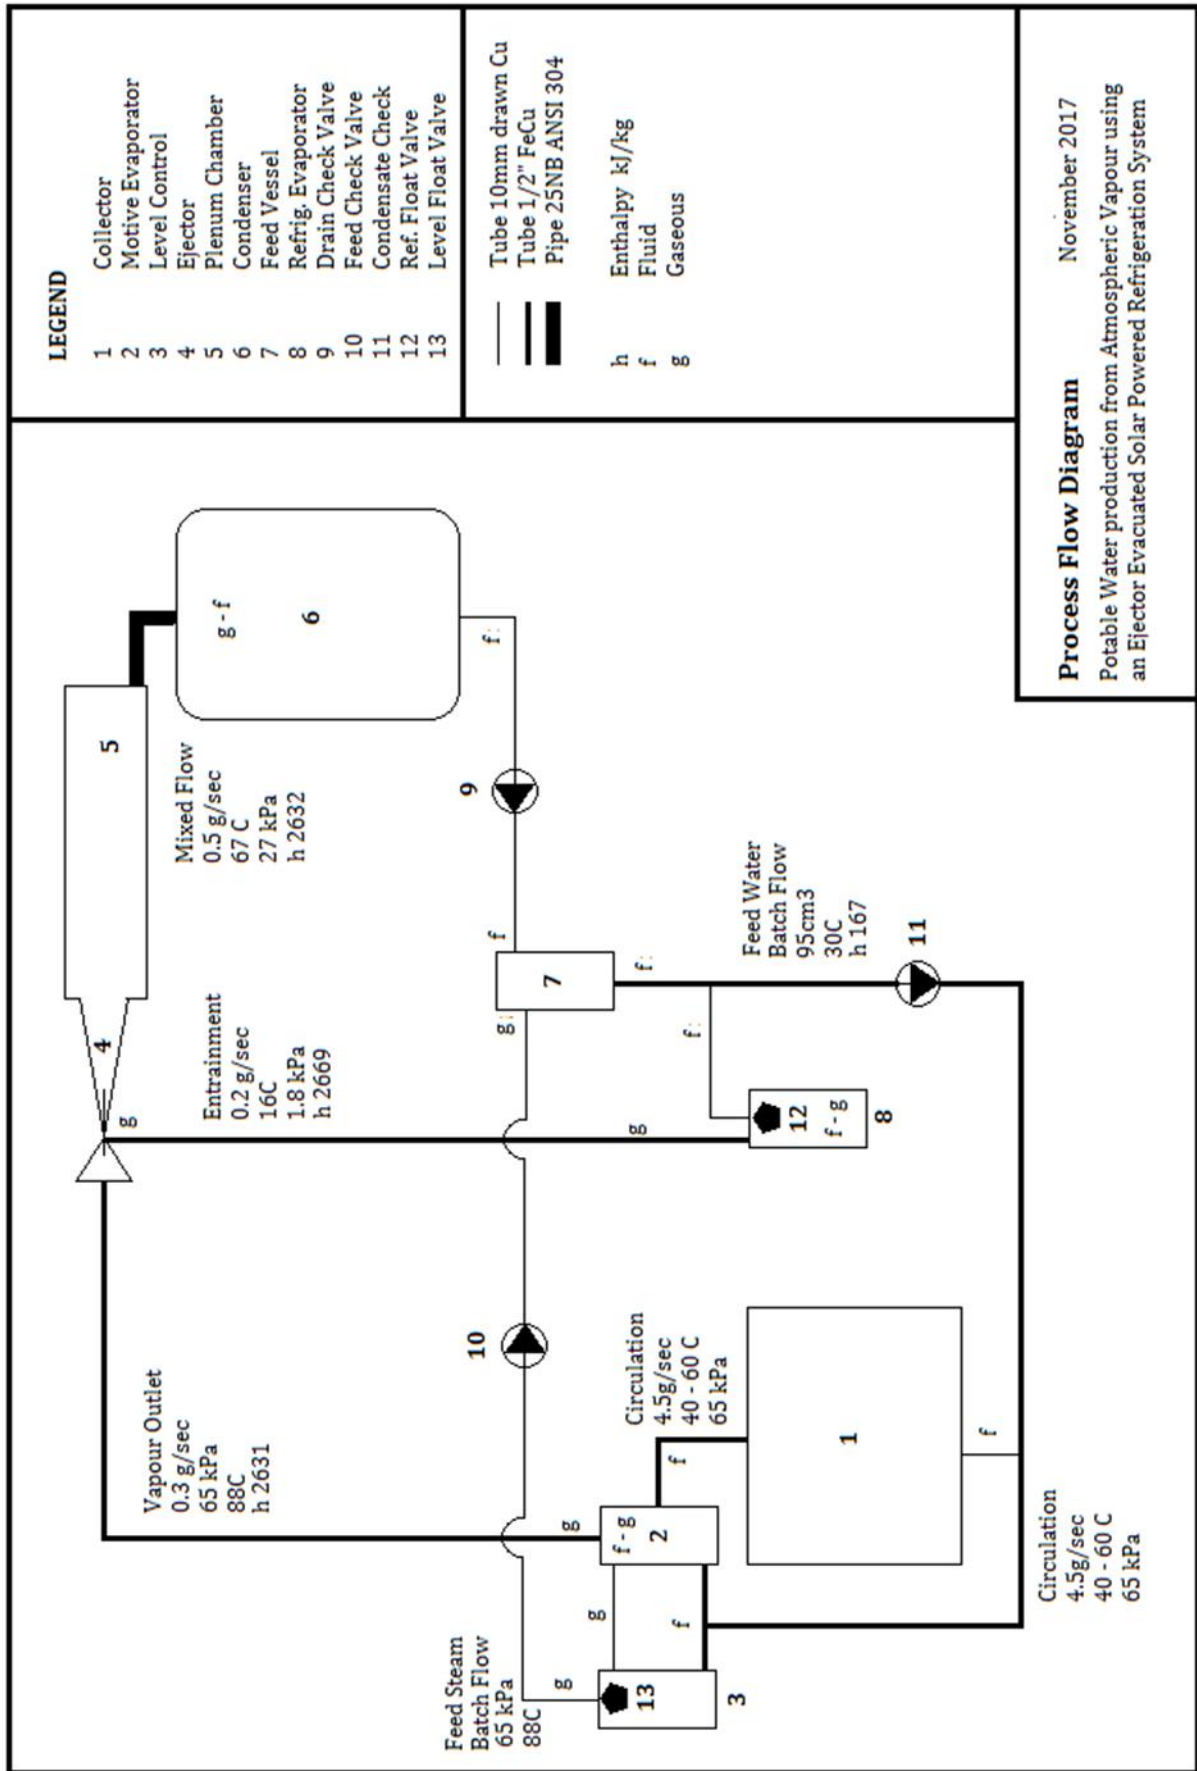 LEGEND
1 Collector
2 Motive Evaporator
3 Level Control
4 Ejector
5 Plenum Chamber
6 Condenser
7 Feed Vessel
8 Refrig. Evaporator
9 Drain Check Valve
10 Feed Check Valve
11 Condensate Check
12 Ref. Float Valve
13 Level Float Valve
Tube 10mm drawn Cu
Tube 1/2" FeCu
Pipe 25NB ANSI 304
h Enthalpy kJ/kg
f Fluid
g Gaseous
Process Flow Diagram November 2017
Potable Water production from Atmospheric Vapour using
an Ejector Evacuated Solar Powered Refrigeration System
Vapour Outlet
0.3 g/sec
65 kPa
88C
h 2631
g
4
5
Entrainment
0.2 g/sec
16C
1.8 kPa
h 2669
Mixed Flow
0.5 g/sec
67 C
27 kPa
h 2632
g - f
6
f:
Feed Steam
Batch Flow
65 kPa
88C
g
10
g:
f
9
7
f:
g
13
3
g
f
g
f - g
2
f
Circulation
4.5g/sec
40 - 60 C
65 kPa
g
f:
12
f - g
8
Feed Water
Batch Flow
95cm3
30C
h 167
11
1
f
Circulation
4.5g/sec
40 - 60 C
65 kPa